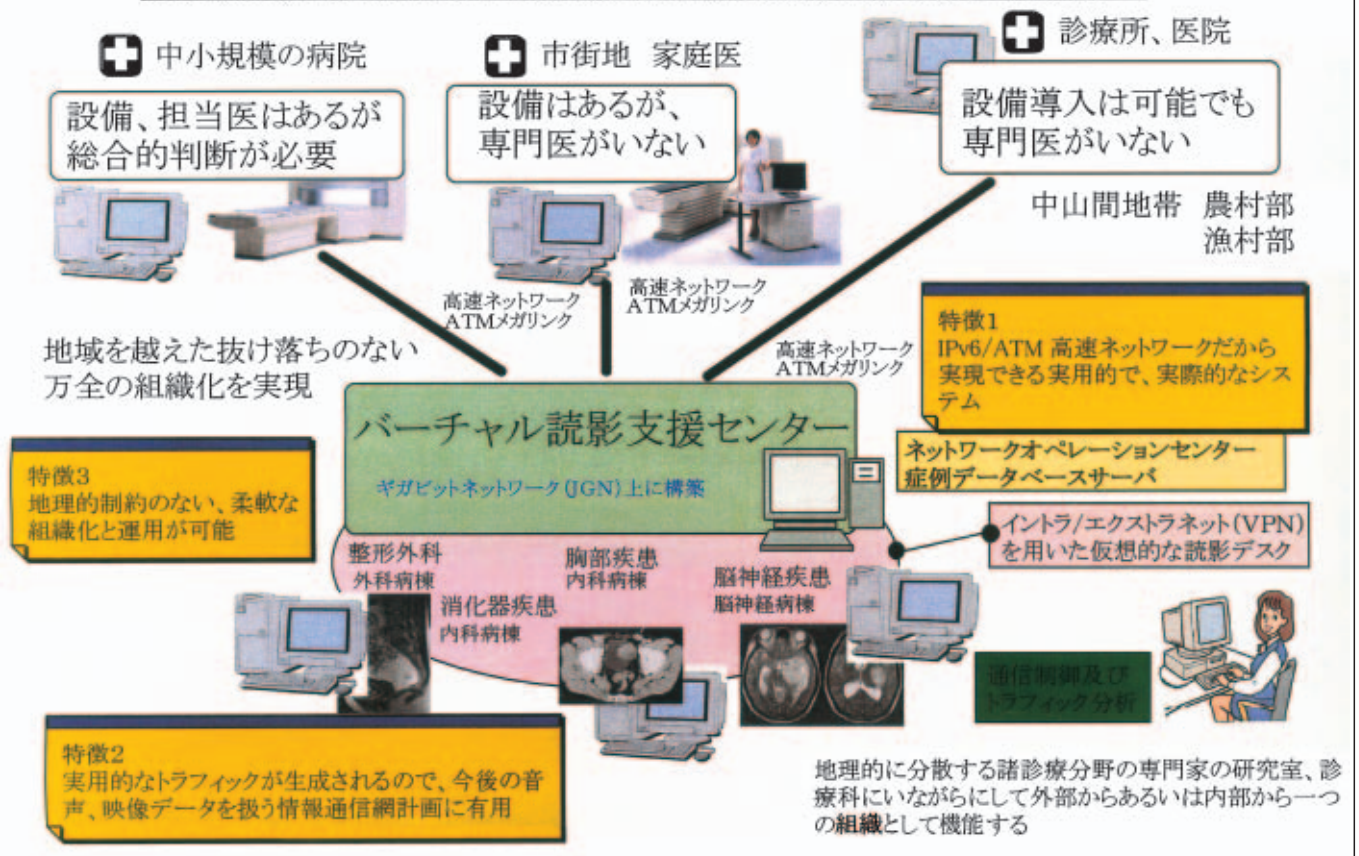 中小規模の病院
設備、担当医はあるが
総合的判断が必要
市街地 家庭医
設備はあるが、
専門医がいない
診療所、医院
設備導入は可能でも
専門医がいない
中山間地帯 農村部
漁村部
高速ネットワーク
ATMメガリンク
高速ネットワーク
ATMメガリンク
高速ネットワーク
ATMメガリンク
地域を越えた抜け落ちのない
万全の組織化を実現
特徴1
IPv6/ATM 高速ネットワークだから
実現できる実用的で、実際的なシス
テム
バーチャル読影支援センター
ギガビットネットワーク(JGN)上に構築
ネットワークオペレーションセンター
症例データベースサーバ
特徴3
地理的制約のない、柔軟な
組織化と運用が可能
イントラ/エクストラネット(VPN)
を用いた仮想的な読影デスク
整形外科
外科病棟
消化器疾患
内科病棟
胸部疾患
内科病棟
脳神経疾患
脳神経病棟
通信制御及び
トラフィック分析
特徴2
実用的なトラフィックが生成されるので、今後の音
声、映像データを扱う情報通信網計画に有用
地理的に分散する諸診療分野の専門家の研究室、診
療科にいながらにして外部からあるいは内部から一つ
の組織として機能する